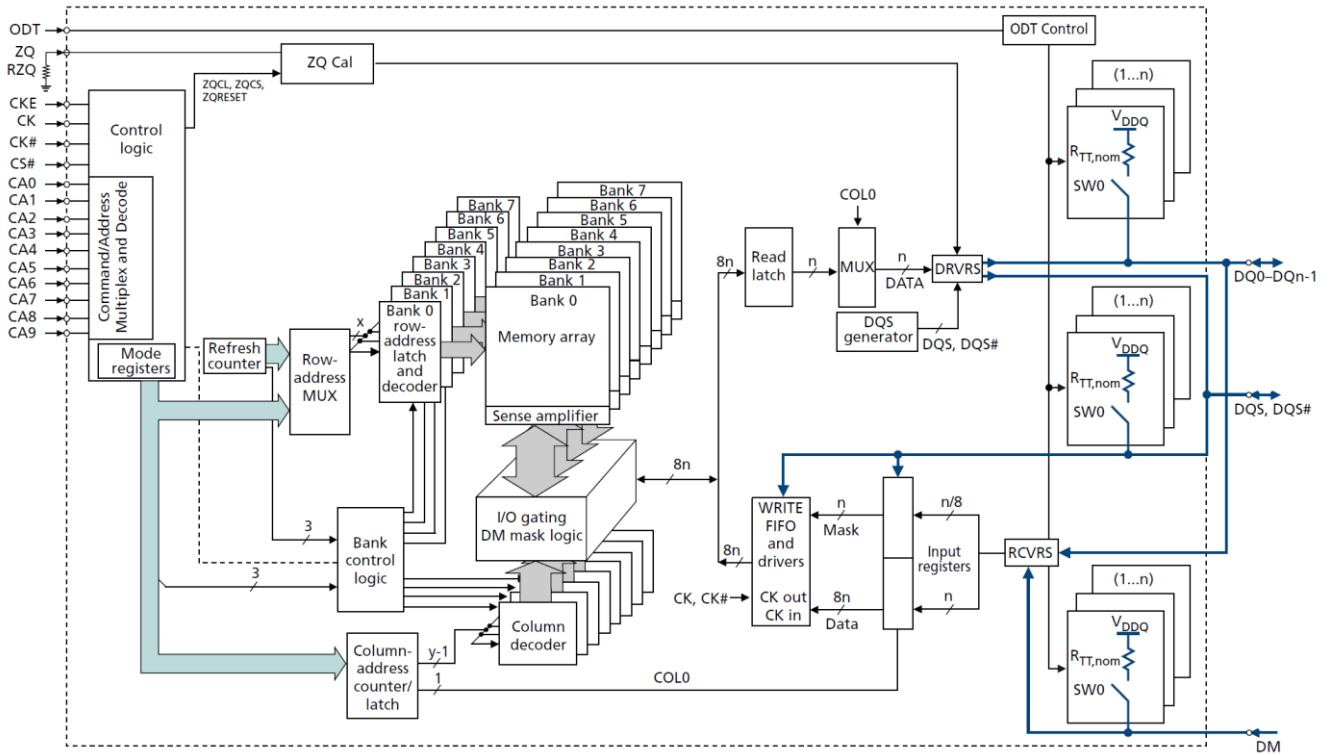 ODT
ODT Control
ZQ
RZQ
ZQ Cal
ZQCL, ZQCS,
ZQRESET
CKE
CK
CK#
CS#
CA0
CA1
CA2
CA3
CA4
CA5
CA6
CA7
CA8
CA9
Control
logic
Command/Address
Multiplex and Decode
Mode
registers
Refresh
counter
Row-
address
MUX
x
Bank 7
Bank 6
Bank 5
Bank 4
Bank 3
Bank 2
Bank 1
Bank 0
row-
address
latch
and
decoder
Bank 7
Bank 6
Bank 5
Bank 4
Bank 3
Bank 2
Bank 1
Bank 0
Memory array
Sense amplifier
3
3
Bank
control
logic
I/O gating
DM mask logic
Column
decoder
Column-
address
counter/
latch
y-1
1
COL0
8n
8n
8n
Read
latch
n
COL0
MUX
n
DATA
DRVRS
DQS
generator
DQS, DQS#
WRITE
FIFO
and
drivers
CK out
CK in
CK, CK#
n
Mask
8n
Data
n/8
Input
registers
n
RCVRS
(1...n)
VDDQ
RTT,nom
SW0
DQ0–DQn-1
VDDQ
RTT,nom
SW0
DQS, DQS#
(1...n)
VDDQ
RTT,nom
SW0
DM